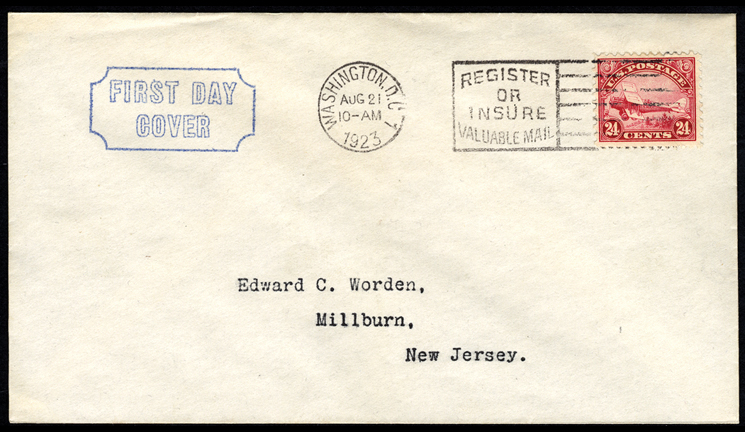 FIRST DAY
COVER
WASHINGTON, D.C.
AUG 21
10-AM
1923
REGISTER
OR
INSURE
VALUABLE MAIL
U.S. POSTAGE
24 CENTS 24
Edward C. Worden,
Millburn,
New Jersey.